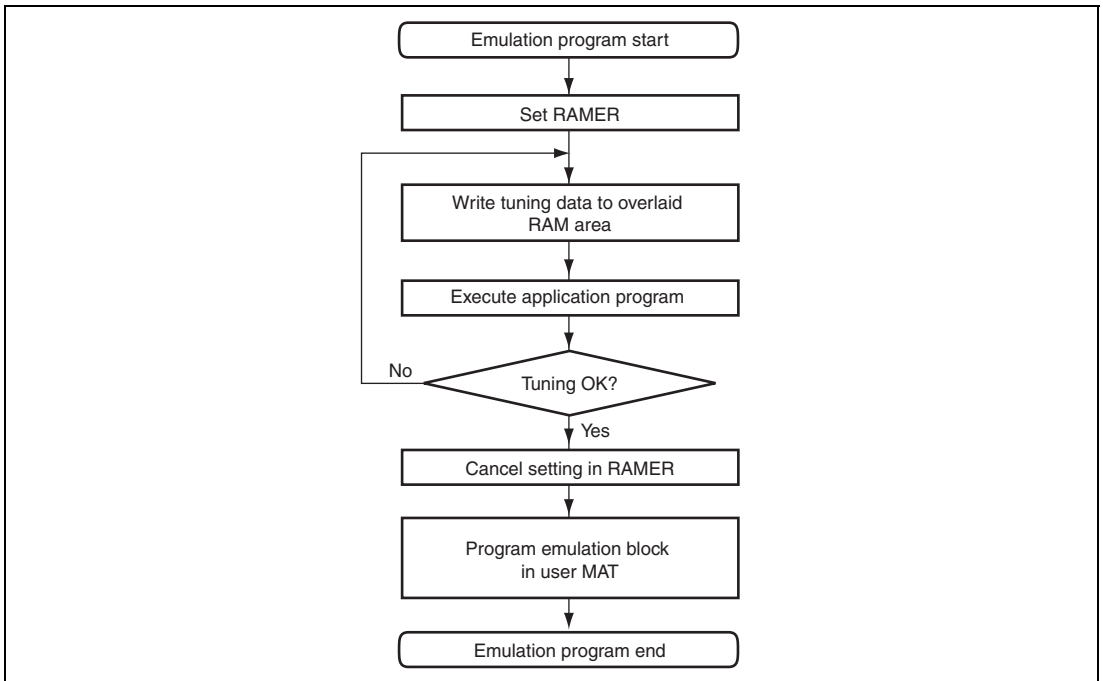 Emulation program start
Set RAMER
Write tuning data to overlaid
RAM area
Execute application program
No
Tuning OK?
Yes
Cancel setting in RAMER
Program emulation block
in user MAT
Emulation program end